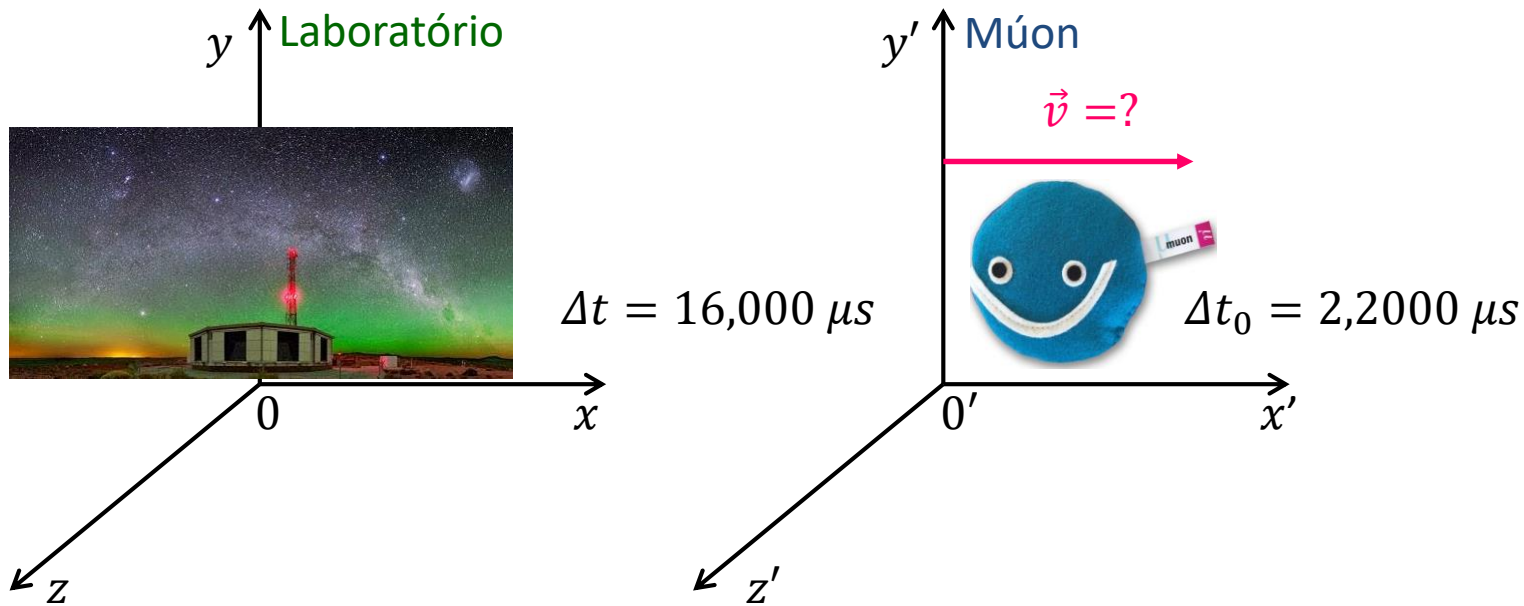 y
Laboratório
y′
Múon
v⃗ =?
muon
Δt = 16,000 μs
Δt₀ = 2,2000 μs
0
x
0′
x′
z
z′